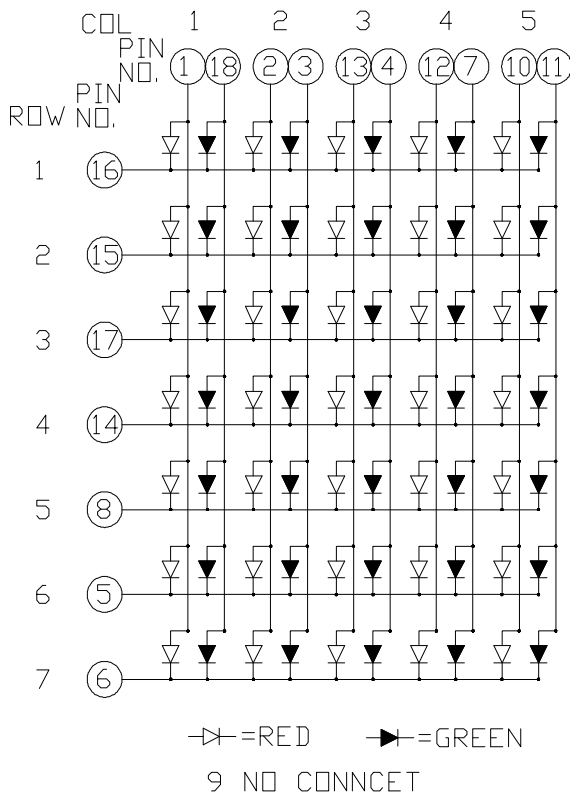 COL 1 2 3 4 5
PIN NO. 1 18 2 3 13 4 12 7 10 11
ROW PIN NO.
1 16
2 15
3 17
4 14
5 8
6 5
7 6
=RED =GREEN
9 NO CONNCET